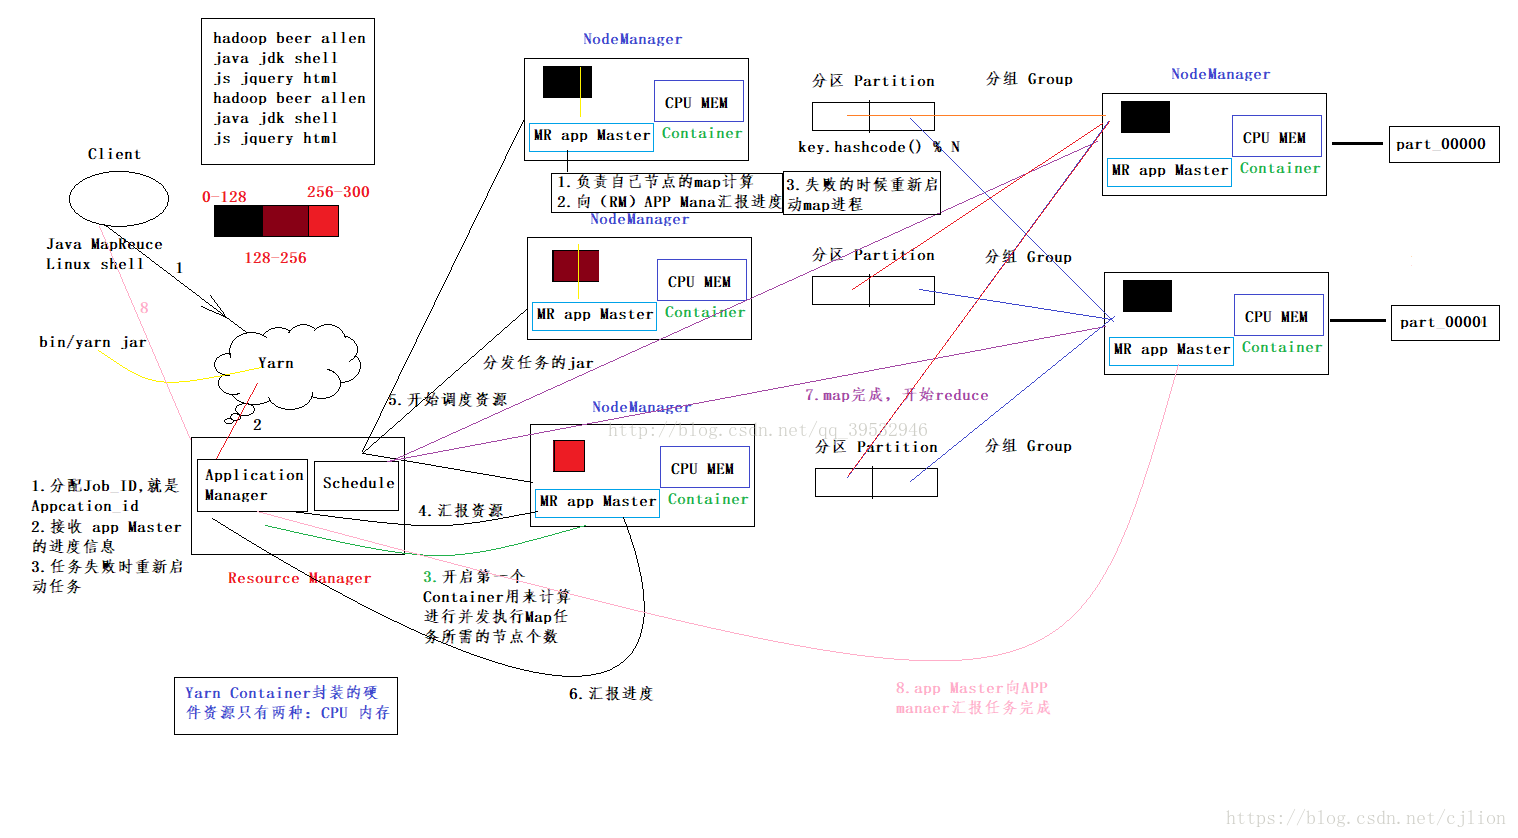 hadoop beer allen
java jdk shell
js jquery html
hadoop beer allen
java jdk shell
js jquery html
Client
0-128
256-300
128-256
Java MapReuce
Linux shell
1
8
bin/yarn jar
Yarn
2
Application
Manager
Schedule
Resource Manager
1.分配Job_ID,就是
Appcation_id
2.接收 app Master
的进度信息
3.任务失败时重新启
动任务
Yarn Container封装的硬
件资源只有两种: CPU 内存
NodeManager
CPU MEM
MR app Master
Container
1.负责自己节点的map计算
2.向（RM）APP Mana汇报进度
3.失败的时候重新启
动map进程
NodeManager
CPU MEM
MR app Master
Container
分发任务的jar
5.开始调度资源
NodeManager
http://blog.csdn.net/qq_39532946
CPU MEM
MR app Master
Container
4.汇报资源
3.开启第一个
Container用来计算
进行并发执行Map任
务所需的节点个数
6.汇报进度
分区 Partition
分组 Group
key.hashcode() % N
分区 Partition
分组 Group
7.map完成，开始reduce
分区 Partition
分组 Group
NodeManager
CPU MEM
MR app Master
Container
part_00000
CPU MEM
MR app Master
Container
part_00001
8.app Master向APP
manaer汇报任务完成
https://blog.csdn.net/cjlion